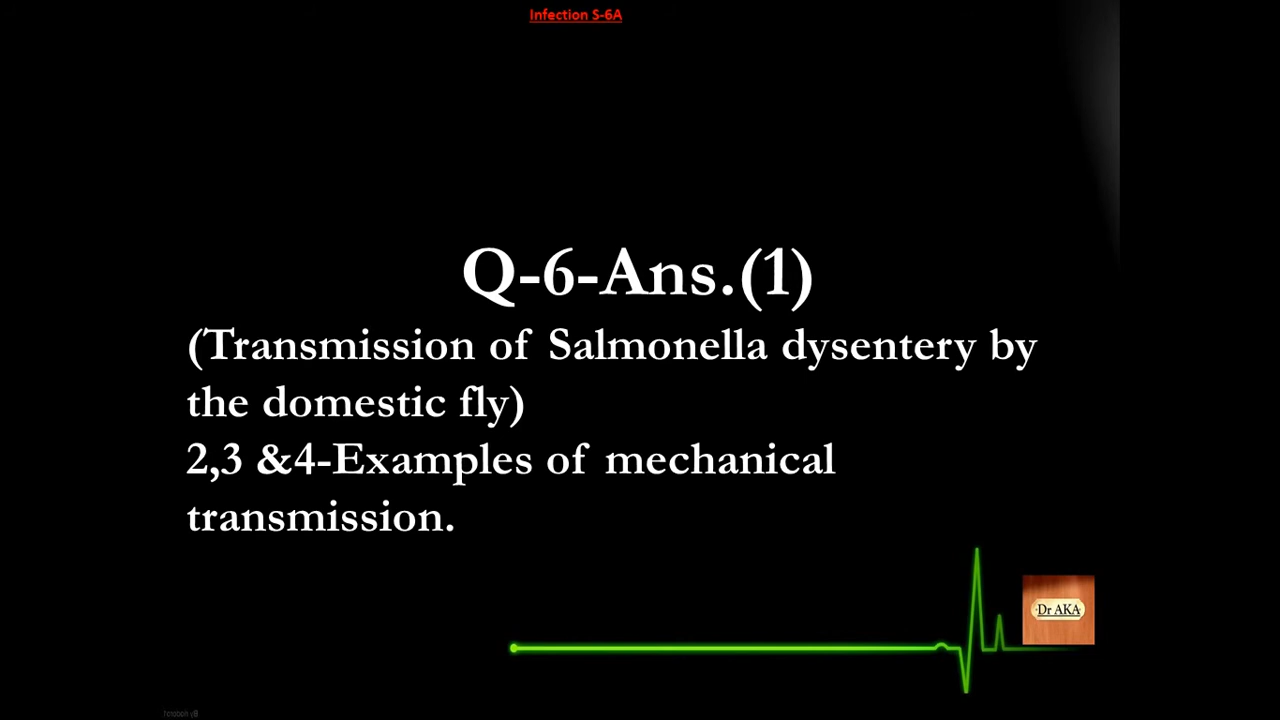 Infection S-6A
Q-6-Ans.(1)
(Transmission of Salmonella dysentery by
the domestic fly)
2,3 &4-Examples of mechanical
transmission.
Dr AKA